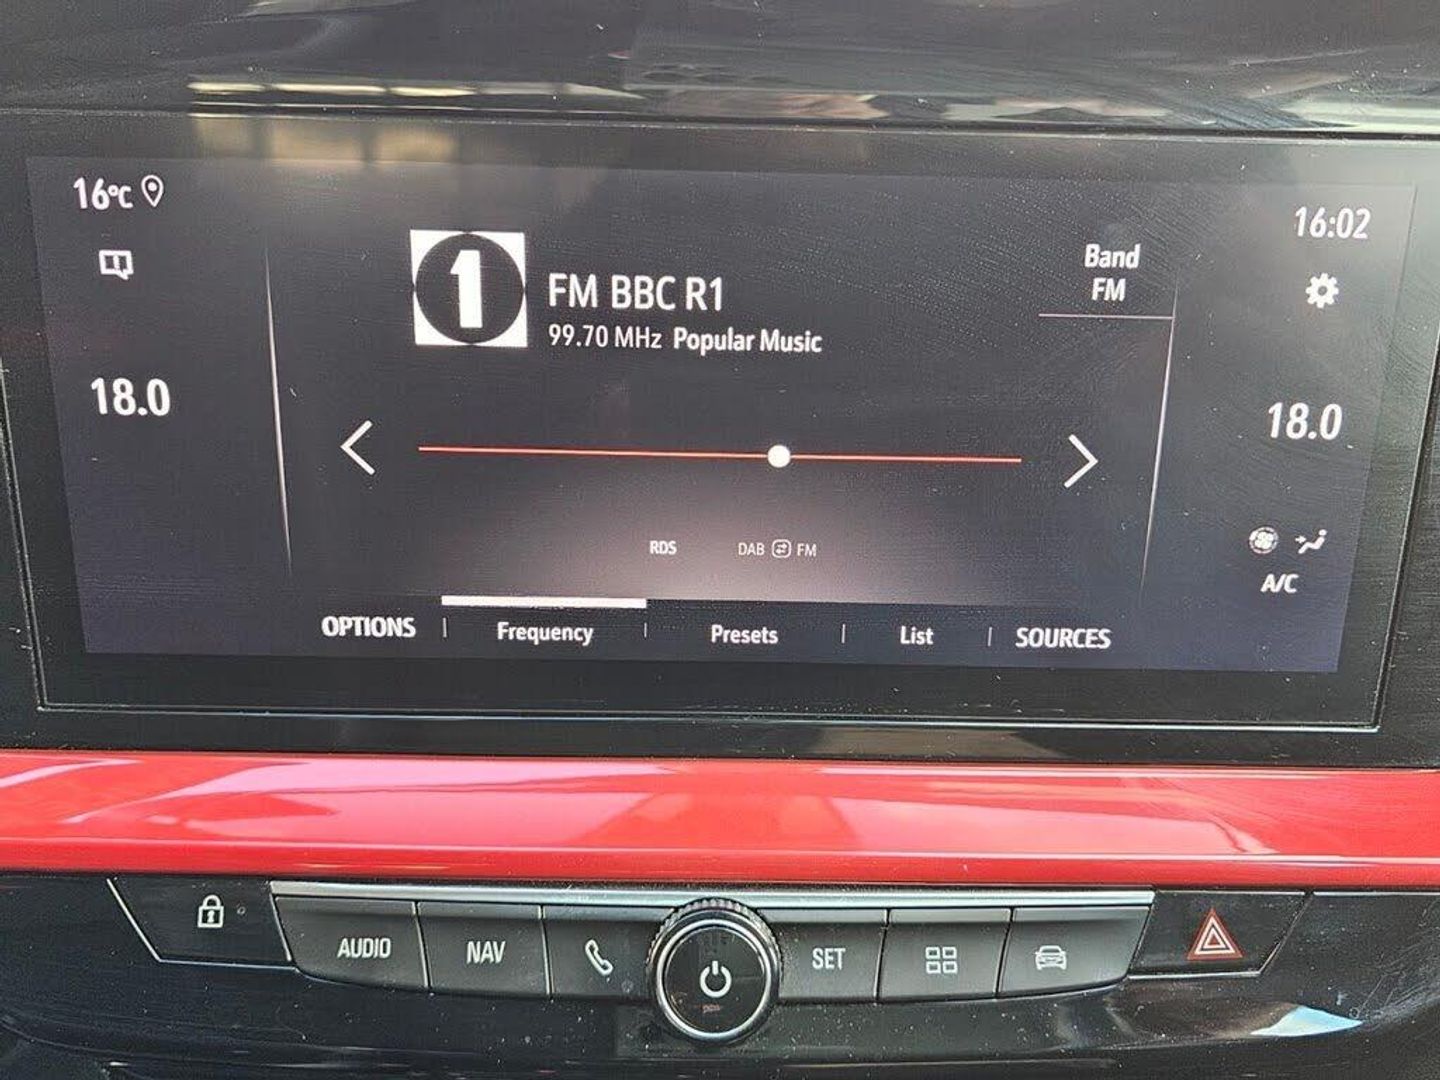 16°C
16:02
1
FM BBC R1
99.70 MHz Popular Music
Band
FM
18.0
18.0
RDS
DAB FM
A/C
OPTIONS
Frequency
Presets
List
SOURCES
AUDIO
NAV
SET